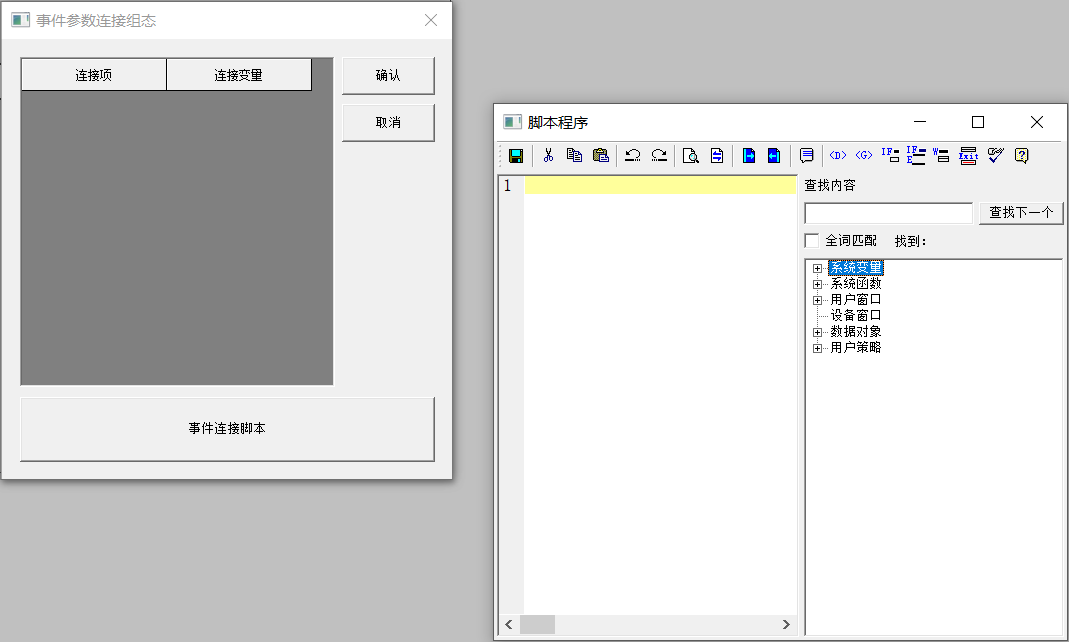 事件参数连接组态
连接项 连接变量
确认
取消
事件连接脚本
脚本程序
1
查找内容
查找下一个
全词匹配 找到:
系统变量
系统函数
用户窗口
设备窗口
数据对象
用户策略